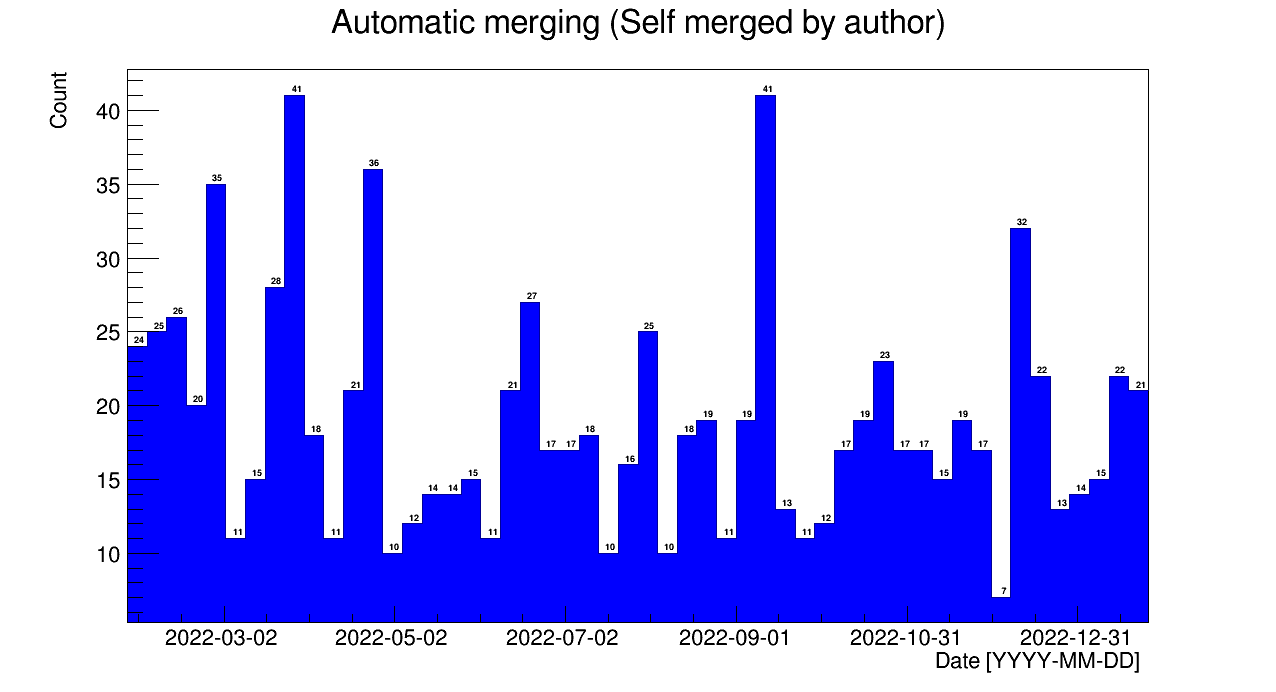 Automatic merging (Self merged by author)
Count
40
35
30
25
20
15
10
24 25 26 20 35 11 15 28 41 18 11 21 36 10 12 14 14 15 11 21 27 17 17 18 10 16 25 10 18 19 11 19 41 13 11 12 17 19 23 17 17 15 19 17 7 32 22 13 14 15 22 21
2022-03-02 2022-05-02 2022-07-02 2022-09-01 2022-10-31 2022-12-31
Date [YYYY-MM-DD]